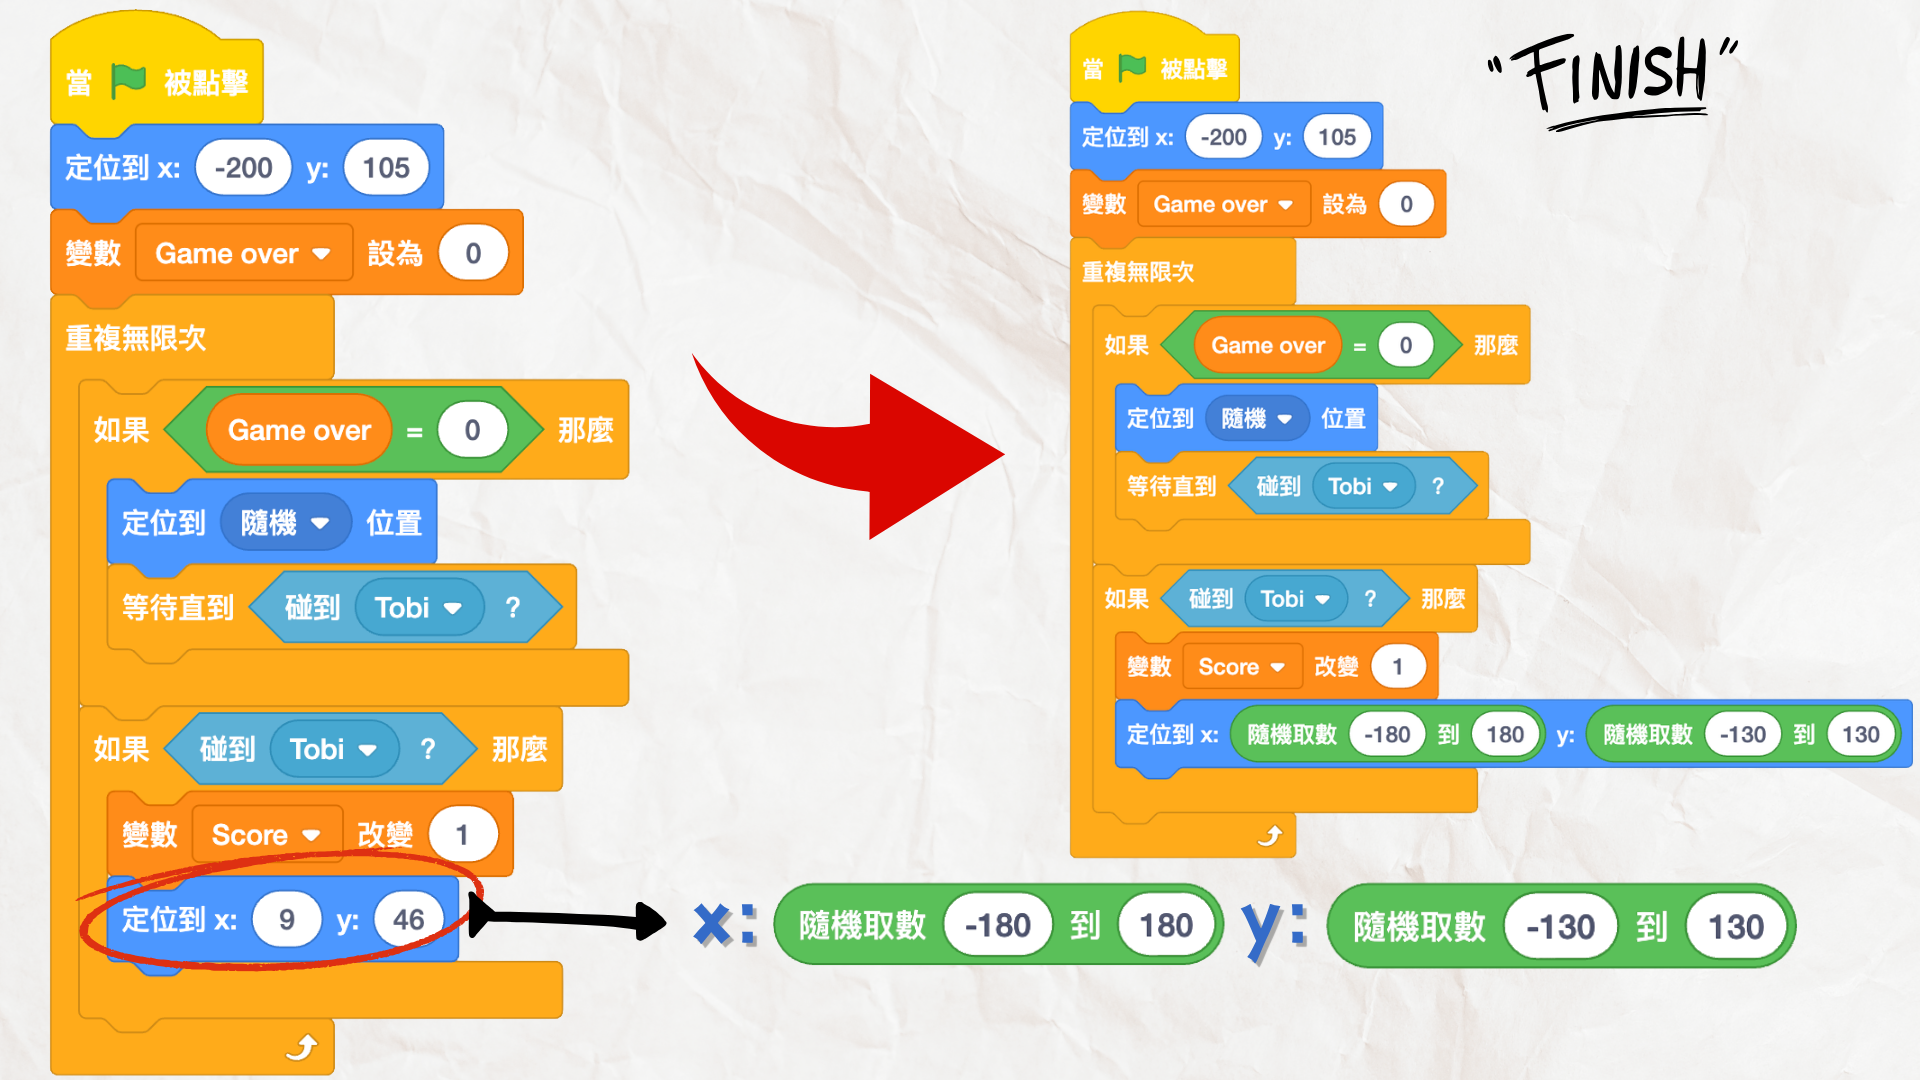 當 被點擊
定位到 x: -200 y: 105
變數 Game over 設為 0
重複無限次
如果 Game over = 0 那麼
定位到 隨機 位置
等待直到 碰到 Tobi ?
如果 碰到 Tobi ? 那麼
變數 Score 改變 1
定位到 x: 9 y: 46
"FINISH"
當 被點擊
定位到 x: -200 y: 105
變數 Game over 設為 0
重複無限次
如果 Game over = 0 那麼
定位到 隨機 位置
等待直到 碰到 Tobi ?
如果 碰到 Tobi ? 那麼
變數 Score 改變 1
定位到 x: 隨機取數 -180 到 180 y: 隨機取數 -130 到 130
x: 隨機取數 -180 到 180 y: 隨機取數 -130 到 130